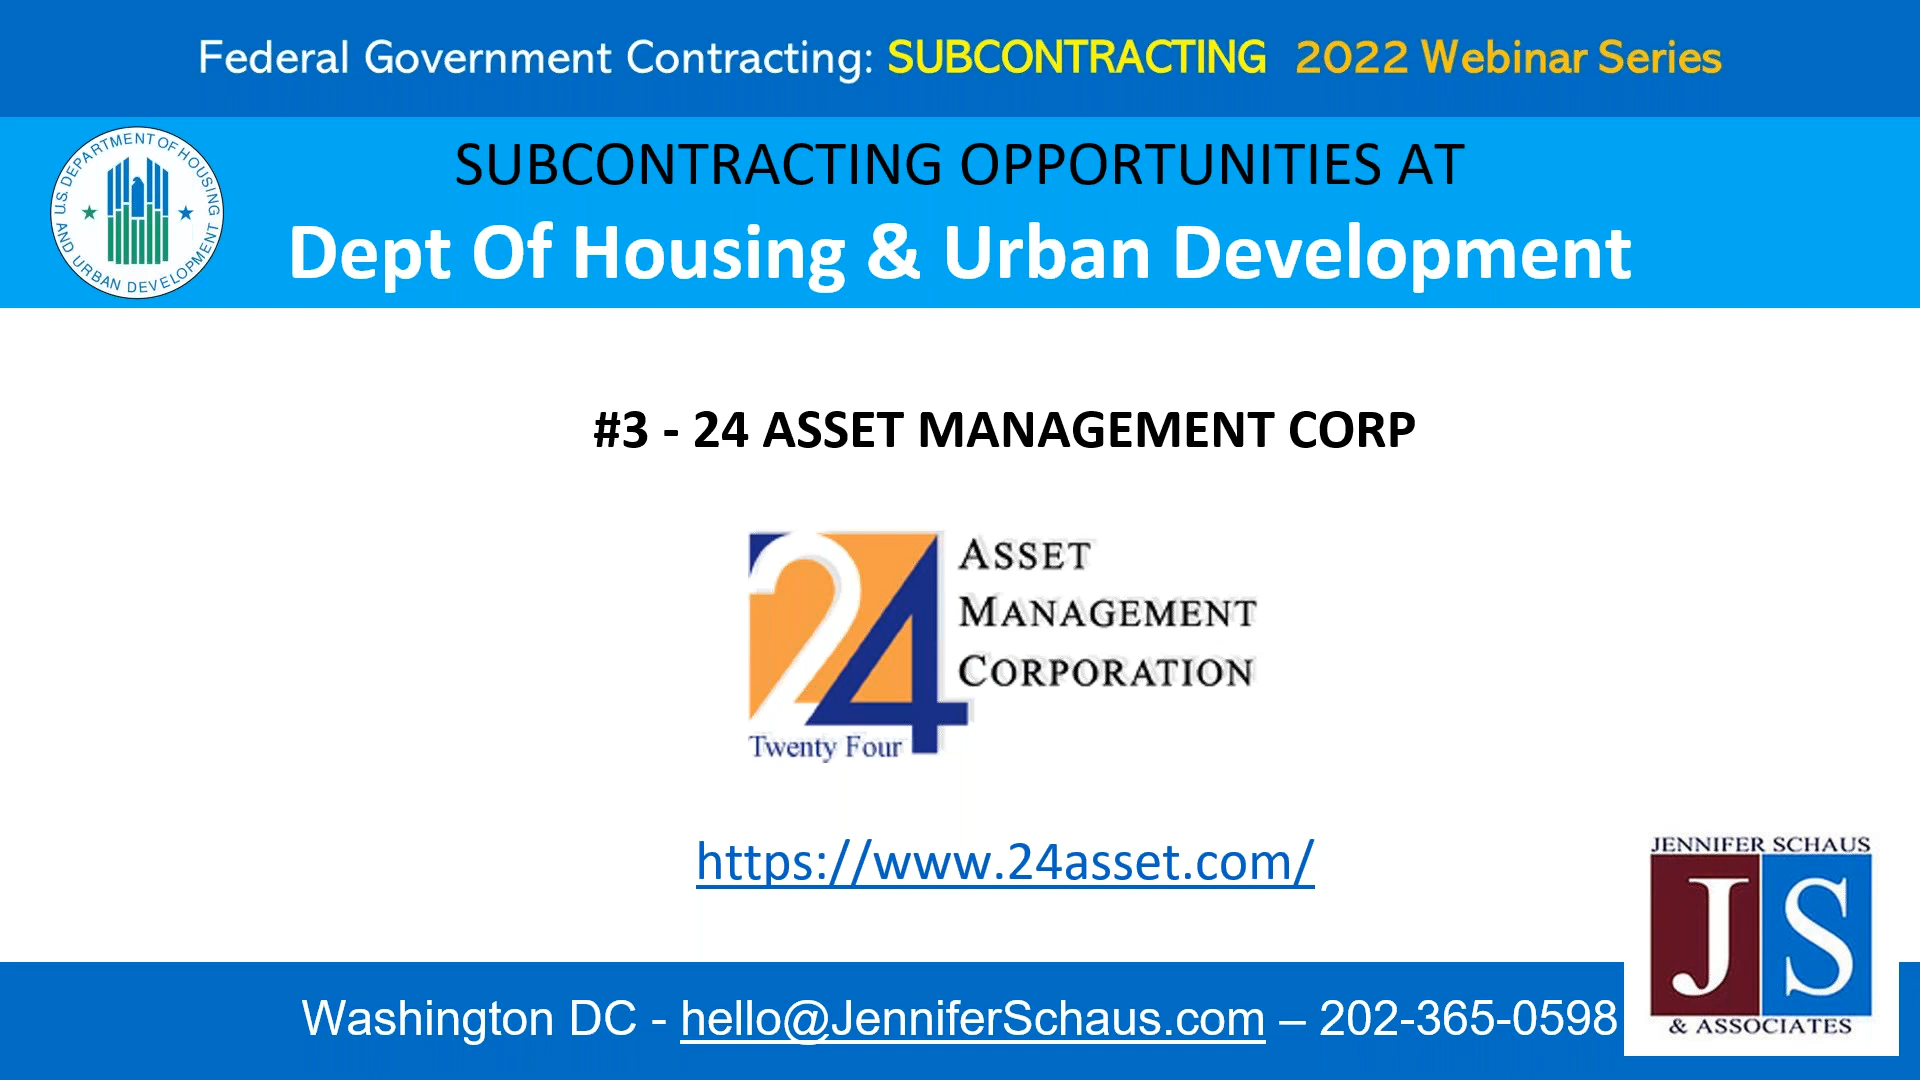 Federal Government Contracting: SUBCONTRACTING 2022 Webinar Series
U.S. DEPARTMENT OF HOUSING AND URBAN DEVELOPMENT
SUBCONTRACTING OPPORTUNITIES AT
Dept Of Housing & Urban Development
#3 - 24 ASSET MANAGEMENT CORP
24
ASSET
MANAGEMENT
CORPORATION
Twenty Four
https://www.24asset.com/
JENNIFER SCHAUS
JS
& ASSOCIATES
Washington DC - hello@JenniferSchaus.com – 202-365-0598